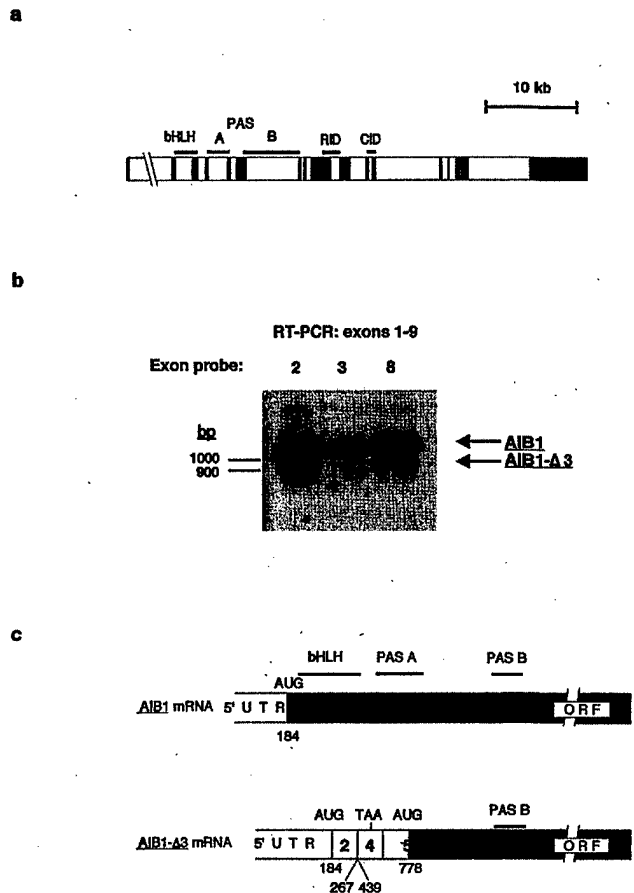 a
10 kb
PAS
bHLH A B RID CID
b
RT-PCR: exons 1-9
Exon probe: 2 3 8
bp
1000
900
AIB1
AIB1-Δ3
c
bHLH PAS A PAS B
AUG
AIB1 mRNA 5' U T R ORF
184
PAS B
AUG TAA AUG
AIB1-Δ3 mRNA 5' U T R 2 4 5 ORF
184 778
267 439